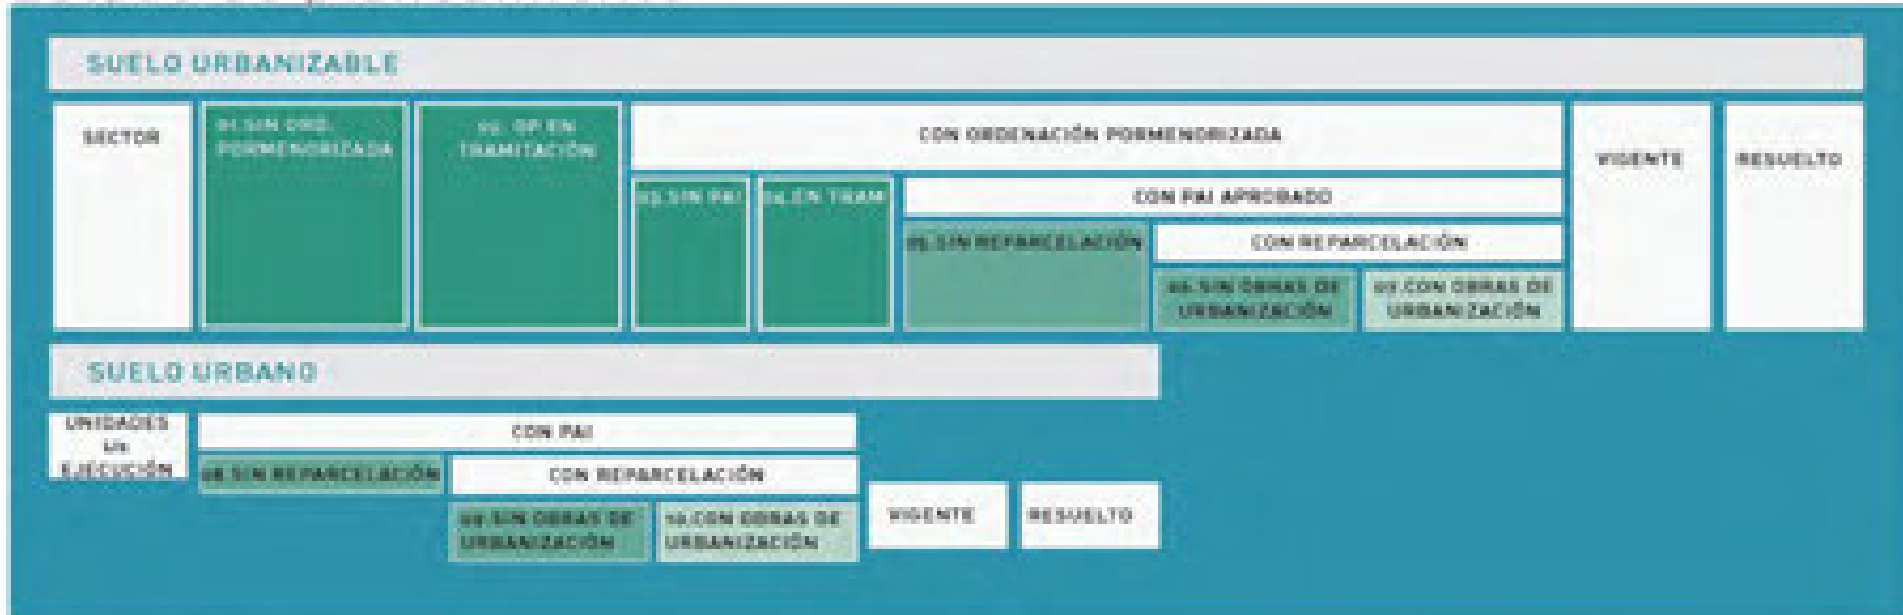 SUELO URBANIZABLE
SECTOR
01.SIN ORD.
PORMENORIZADA
02. OP EN
TRAMITACIÓN
CON ORDENACIÓN PORMENORIZADA
VIGENTE
RESUELTO
03.SIN PAI
04.EN TRAM
CON PAI APROBADO
05.SIN REPARCELACIÓN
CON REPARCELACIÓN
06.SIN OBRAS DE
URBANIZACIÓN
07.CON OBRAS DE
URBANIZACIÓN
SUELO URBANO
UNIDADES
EJECUCIÓN
CON PAI
08.SIN REPARCELACIÓN
CON REPARCELACIÓN
09.SIN OBRAS DE
URBANIZACIÓN
10.CON OBRAS DE
URBANIZACIÓN
VIGENTE
RESUELTO